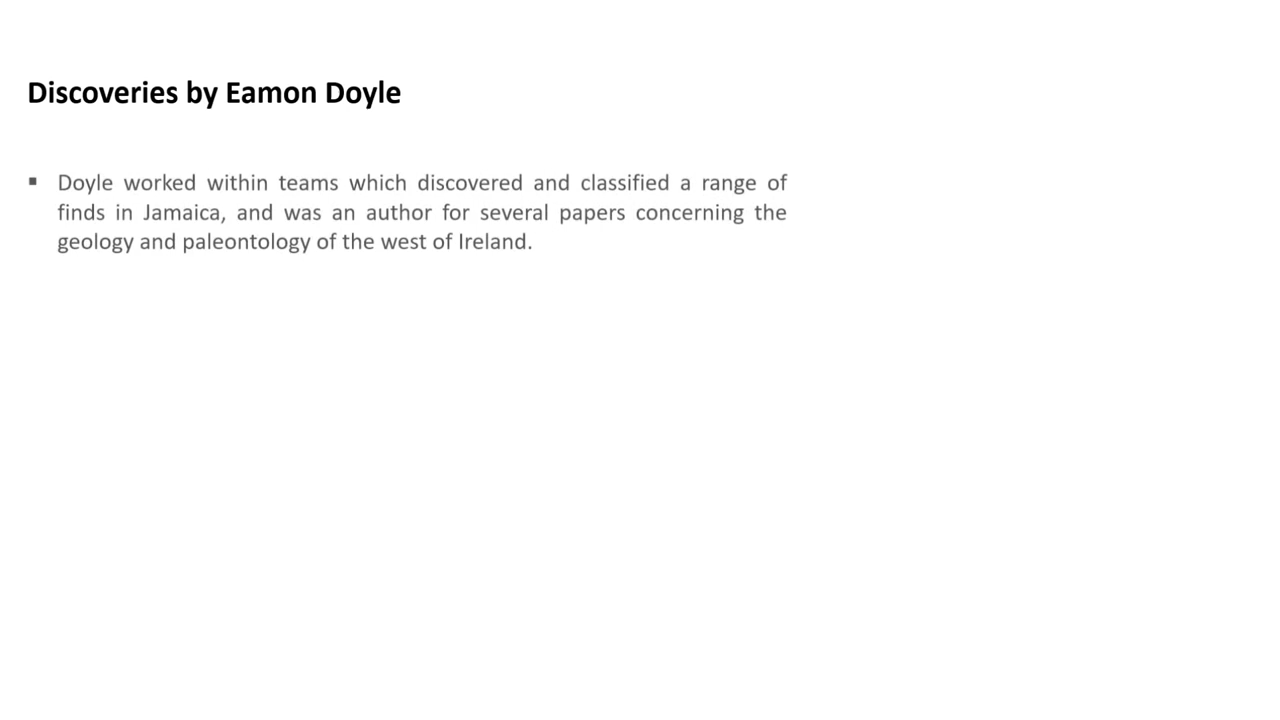 Discoveries by Eamon Doyle
▪ Doyle worked within teams which discovered and classified a range of
finds in Jamaica, and was an author for several papers concerning the
geology and paleontology of the west of Ireland.